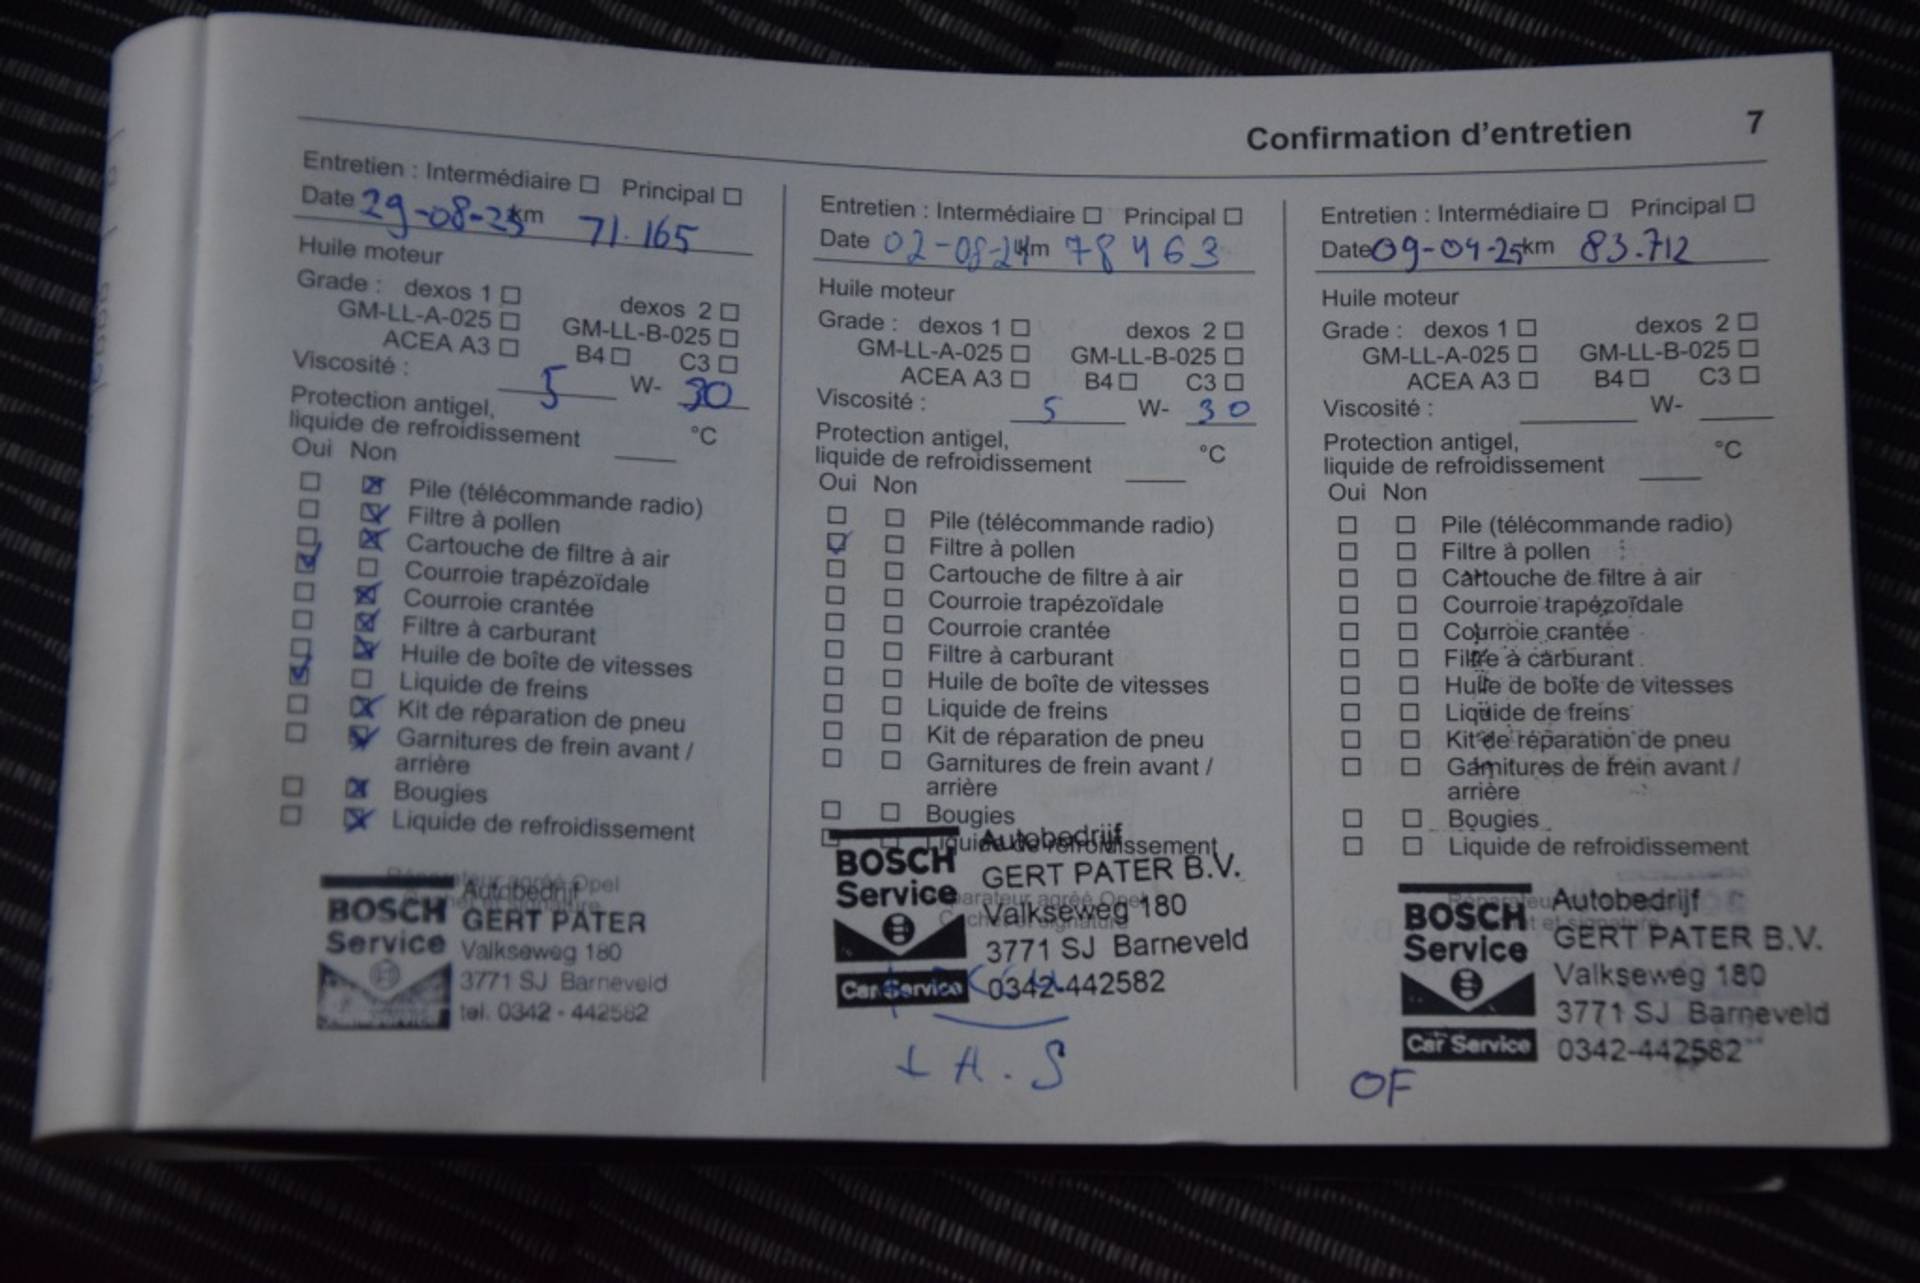 Confirmation d'entretien 7
Entretien : Intermédiaire ☐ Principal ☐
Date 29-08-23 km 71.165
Huile moteur
Grade : dexos 1 ☐ dexos 2 ☐
GM-LL-A-025 ☐ GM-LL-B-025 ☐
ACEA A3 ☐ B4 ☐ C3 ☐
Viscosité : 5 W- 30
Protection antigel,
liquide de refroidissement ____ °C
Oui Non
Pile (télécommande radio)
Filtre à pollen
Cartouche de filtre à air
Courroie trapézoïdale
Courroie crantée
Filtre à carburant
Huile de boîte de vitesses
Liquide de freins
Kit de réparation de pneu
Garnitures de frein avant /
arrière
Bougies
Liquide de refroidissement
Autobedrijf
BOSCH GERT PATER
Service Valkseweg 180
3771 SJ Barneveld
tel. 0342 - 442582
Entretien : Intermédiaire ☐ Principal ☐
Date 02-08-24 km 78463
Huile moteur
Grade : dexos 1 ☐ dexos 2 ☐
GM-LL-A-025 ☐ GM-LL-B-025 ☐
ACEA A3 ☐ B4 ☐ C3 ☐
Viscosité : 5 W- 30
Protection antigel,
liquide de refroidissement ____ °C
Oui Non
Pile (télécommande radio)
Filtre à pollen
Cartouche de filtre à air
Courroie trapézoïdale
Courroie crantée
Filtre à carburant
Huile de boîte de vitesses
Liquide de freins
Kit de réparation de pneu
Garnitures de frein avant /
arrière
Bougies
Liquide de refroidissement
Autobedrijf
BOSCH GERT PATER B.V.
Service Valkseweg 180
3771 SJ Barneveld
Car Service 0342-442582
Entretien : Intermédiaire ☐ Principal ☐
Date 09-04-25 km 83.712
Huile moteur
Grade : dexos 1 ☐ dexos 2 ☐
GM-LL-A-025 ☐ GM-LL-B-025 ☐
ACEA A3 ☐ B4 ☐ C3 ☐
Viscosité : ____ W- ____
Protection antigel,
liquide de refroidissement ____ °C
Oui Non
Pile (télécommande radio)
Filtre à pollen
Cartouche de filtre à air
Courroie trapézoïdale
Courroie crantée
Filtre à carburant
Huile de boîte de vitesses
Liquide de freins
Kit de réparation de pneu
Garnitures de frein avant /
arrière
Bougies
Liquide de refroidissement
Autobedrijf
BOSCH GERT PATER B.V.
Service Valkseweg 180
3771 SJ Barneveld
Car Service 0342-442582
OF